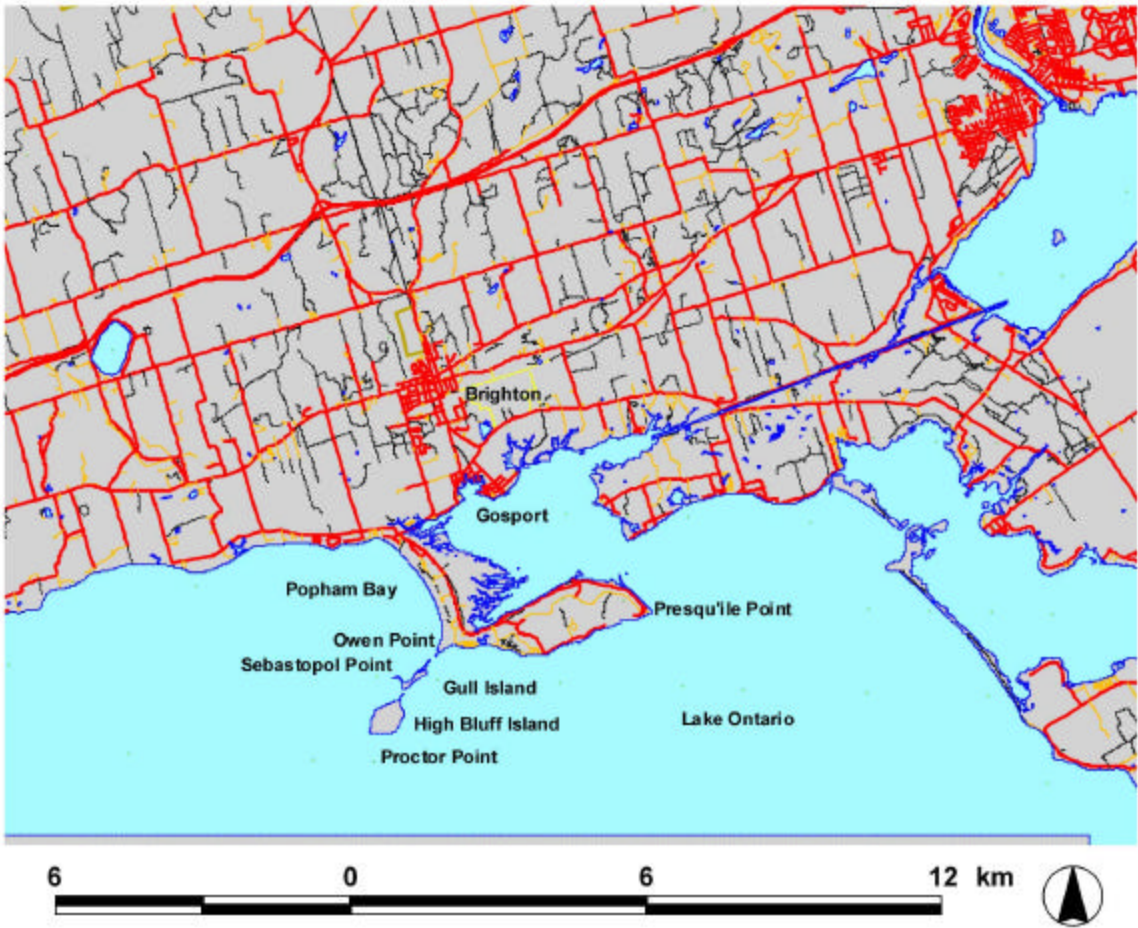 Brighton
Gosport
Popham Bay
Presqu'ile Point
Owen Point
Sebastopol Point
Gull Island
High Bluff Island
Lake Ontario
Proctor Point
6 0 6 12 km